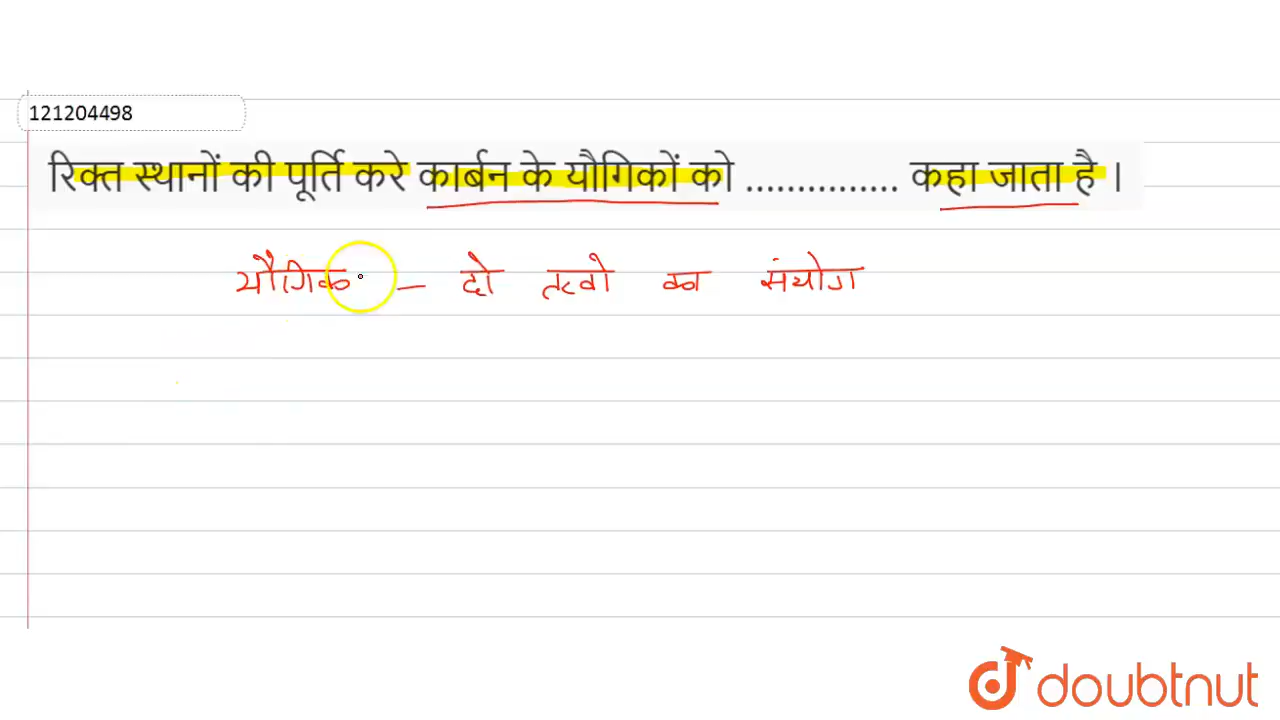 121204498
रिक्त स्थानों की पूर्ति करे कार्बन के यौगिकों को ............... कहा जाता है ।
यौगिक - दो तत्वो का संयोग
doubtnut